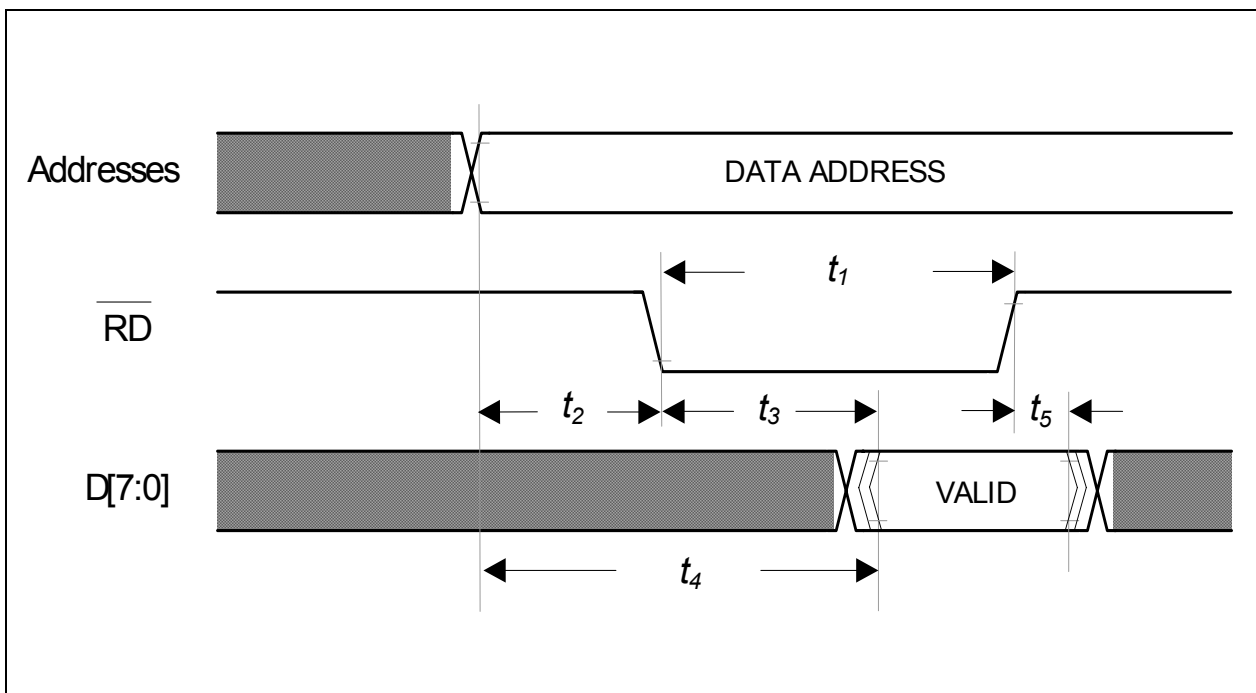 Addresses
DATA ADDRESS
t1
RD
t2
t3
t5
D[7:0]
VALID
t4